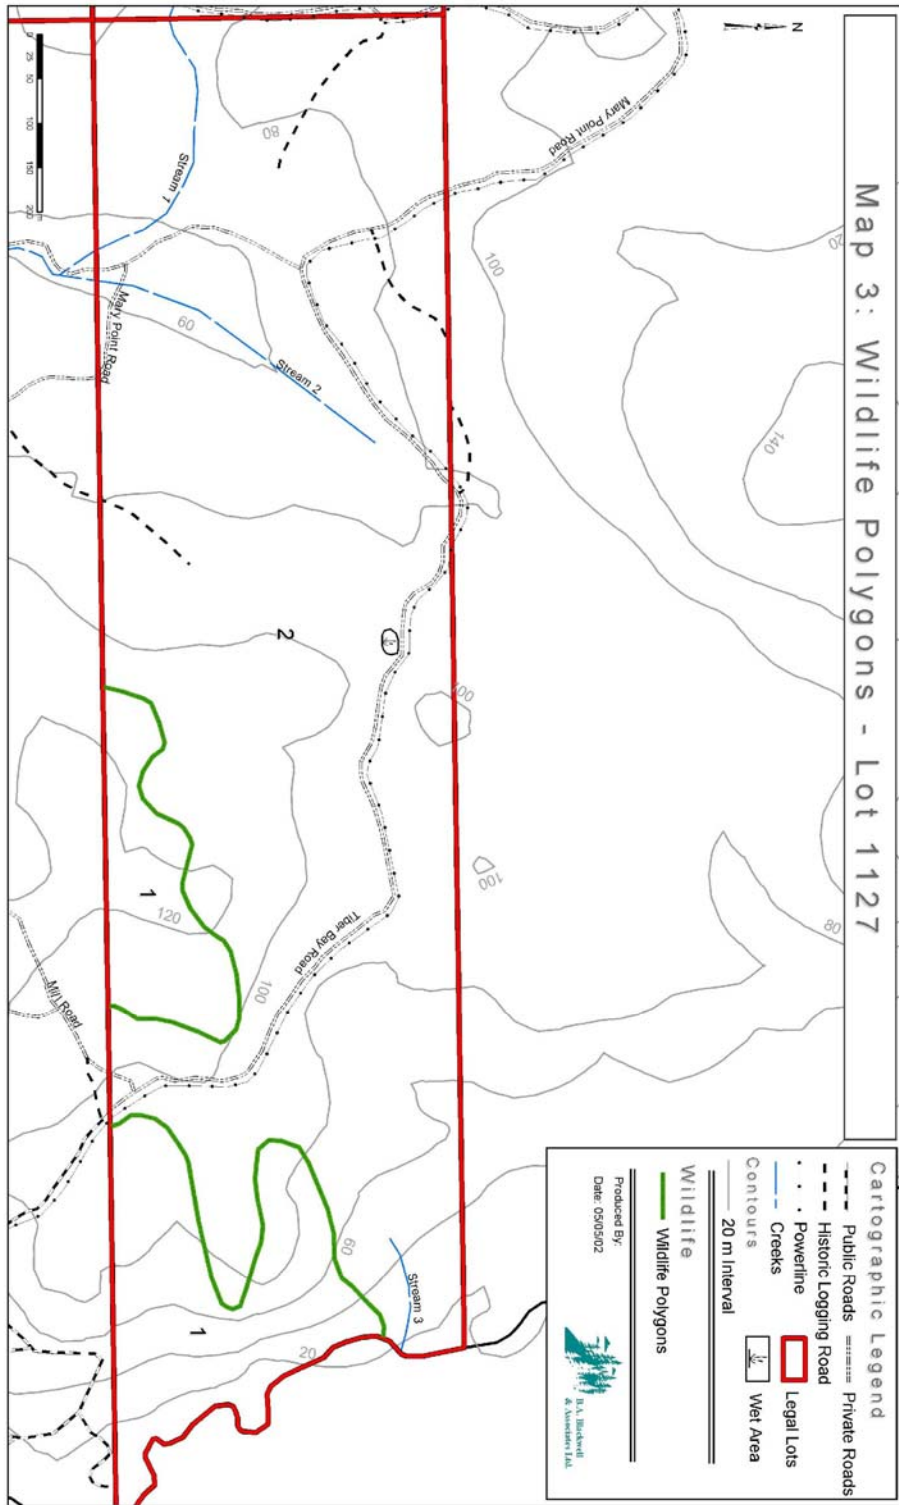 Map 3: Wildlife Polygons - Lot 1127
N
Mary Point Road
80
100
140
80
Stream 1
0 25 50 100 150 200
m
Mary Point Road
60
Stream 2
2
100
100
1
120
Tiber Bay Road
100
Mill Road
60
Stream 3
1
20
Cartographic Legend
Public Roads
Private Roads
Historic Logging Road
Powerline
Legal Lots
Creeks
Wet Area
Contours
20 m Interval
Wildlife
Wildlife Polygons
Produced By:
Date: 05/05/02
B.A. Blackwell
& Associates Ltd.